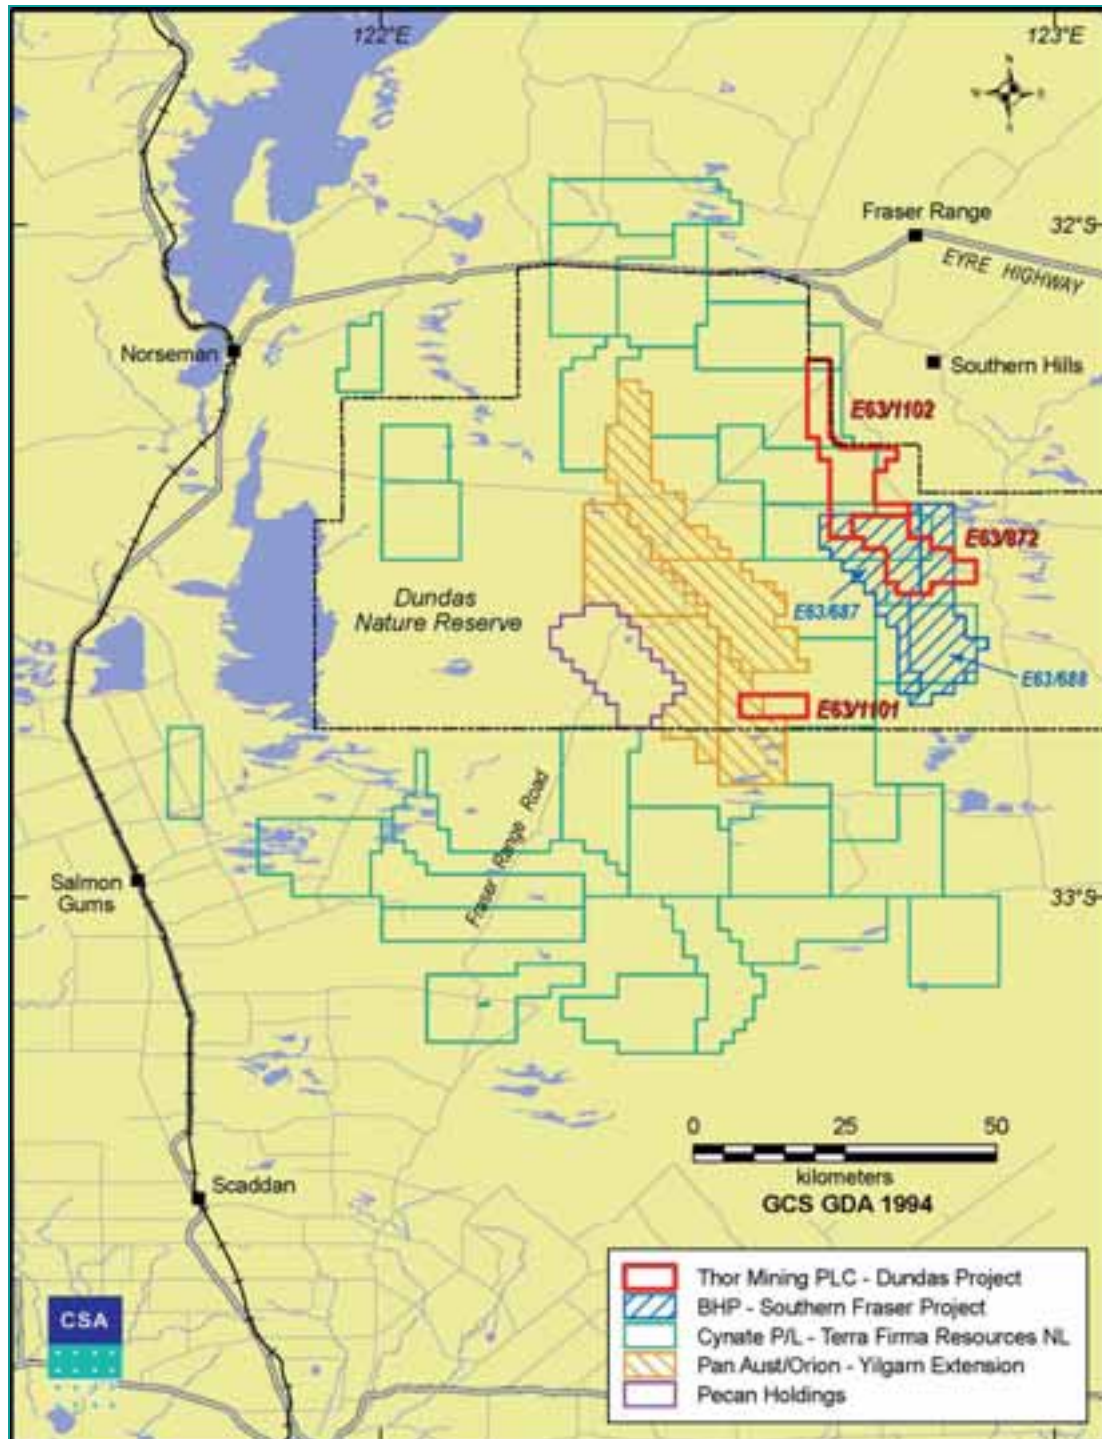 122°E
123°E
N
W
E
S
Fraser Range
32°S
EYRE HIGHWAY
Norseman
Southern Hills
E63/1102
E63/872
Dundas
Nature Reserve
E63/687
E63/688
E63/1101
Fraser Range Road
Salmon
Gums
33°S
0 25 50
kilometers
GCS GDA 1994
Scaddan
Thor Mining PLC - Dundas Project
BHP - Southern Fraser Project
Cynate P/L - Terra Firma Resources NL
Pan Aust/Orion - Yilgarn Extension
Pecan Holdings
CSA